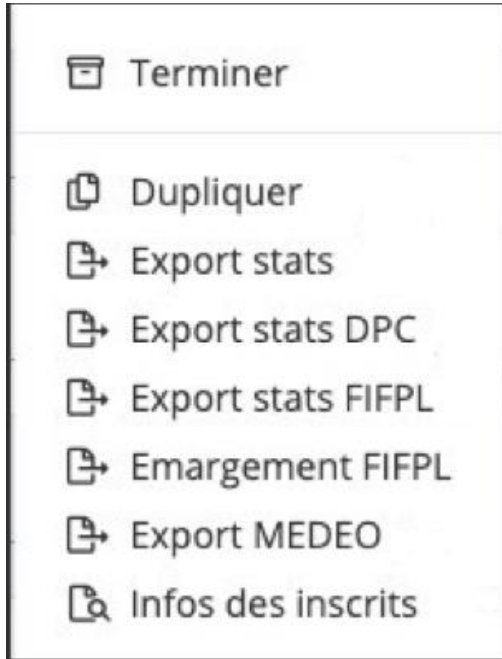 Terminer
Dupliquer
Export stats
Export stats DPC
Export stats FIFPL
Emargement FIFPL
Export MEDEO
Infos des inscrits